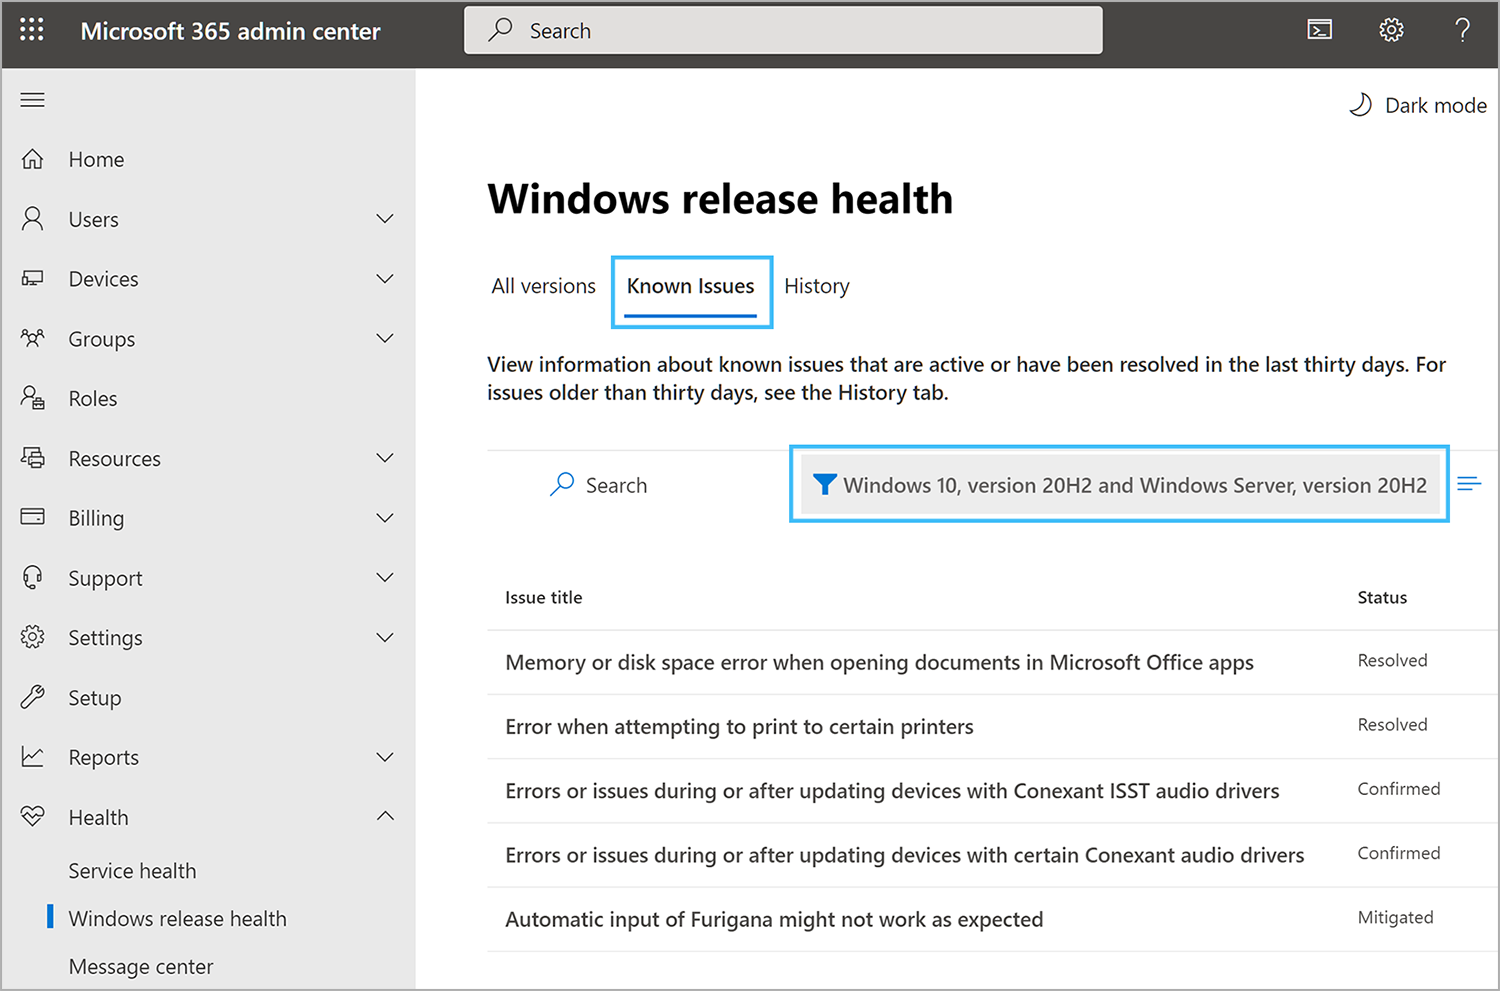 Microsoft 365 admin center
Search
Dark mode
Home
Users
Devices
Groups
Roles
Resources
Billing
Support
Settings
Setup
Reports
Health
Service health
Windows release health
Message center
Windows release health
All versions
Known Issues
History
View information about known issues that are active or have been resolved in the last thirty days. For
issues older than thirty days, see the History tab.
Search
Windows 10, version 20H2 and Windows Server, version 20H2
Issue title Status
Memory or disk space error when opening documents in Microsoft Office apps Resolved
Error when attempting to print to certain printers Resolved
Errors or issues during or after updating devices with Conexant ISST audio drivers Confirmed
Errors or issues during or after updating devices with certain Conexant audio drivers Confirmed
Automatic input of Furigana might not work as expected Mitigated